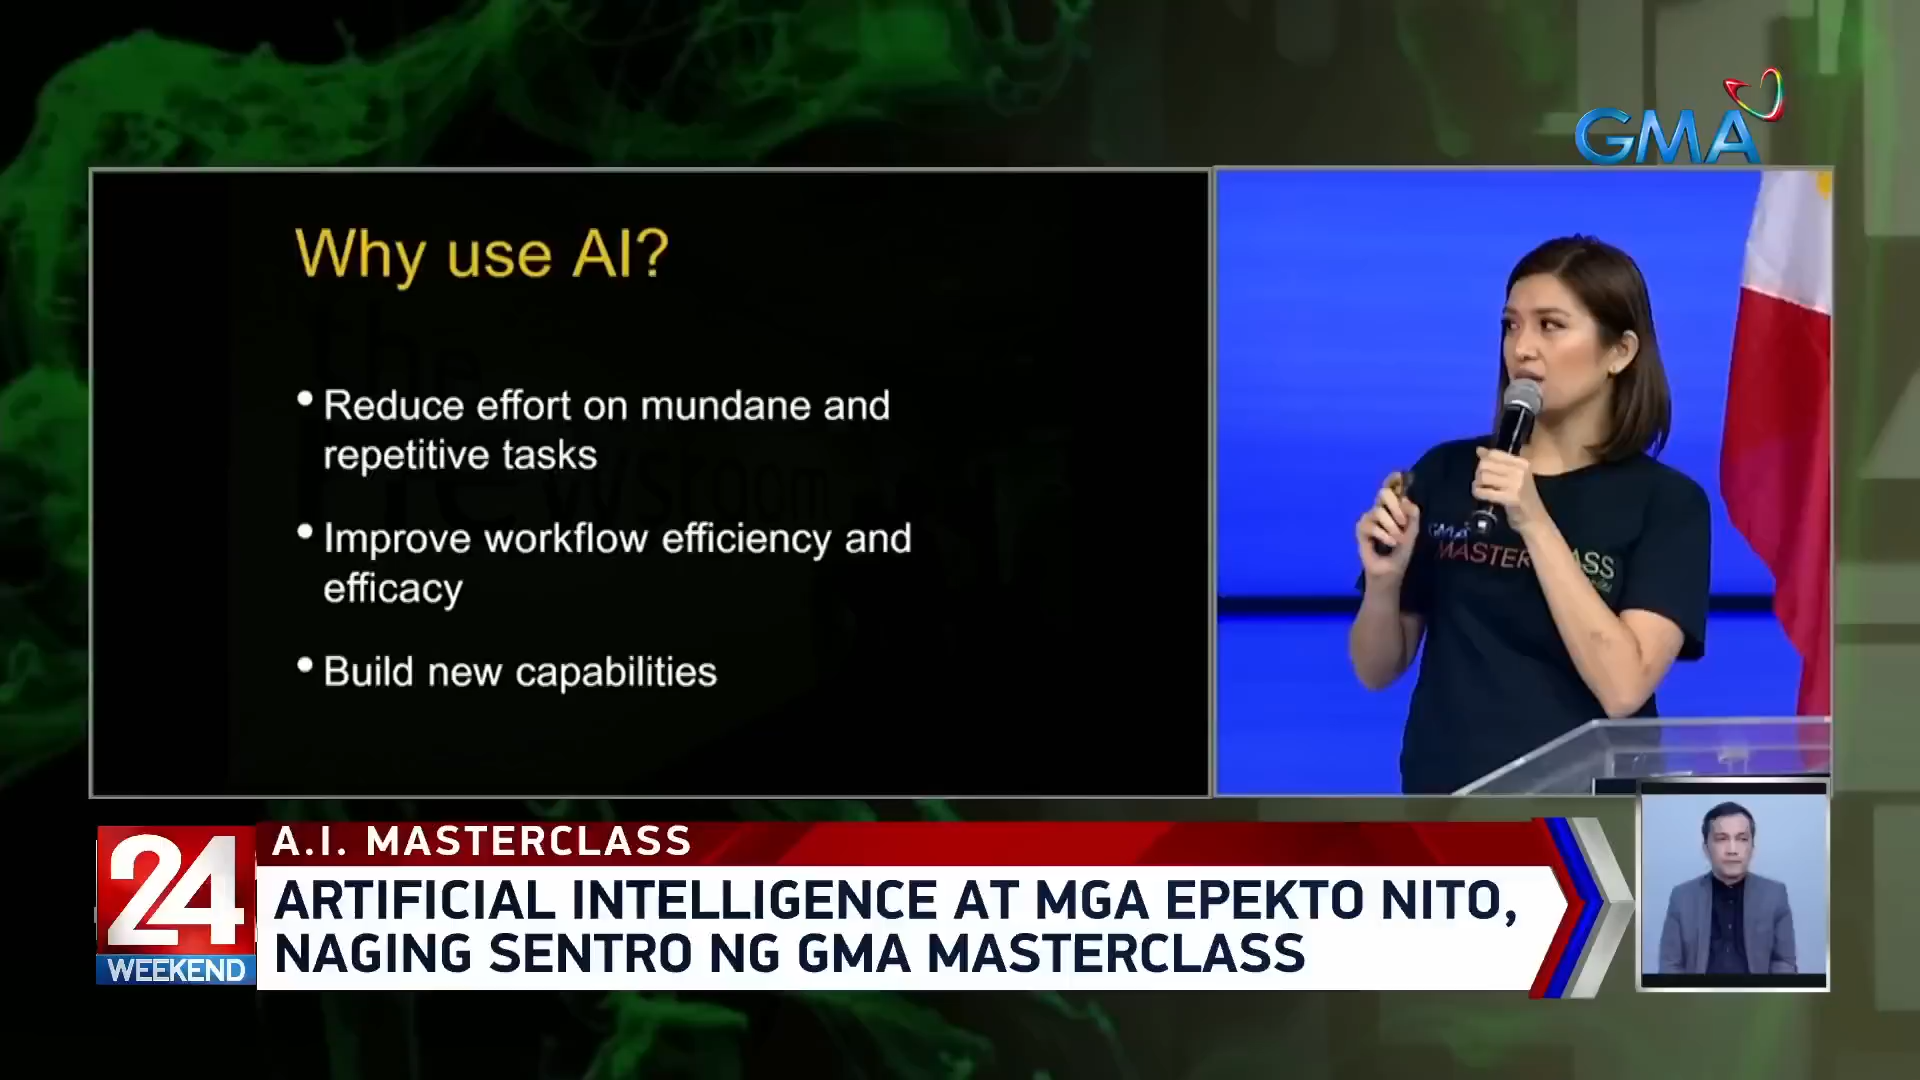 GMA
Why use AI?
• Reduce effort on mundane and
repetitive tasks
• Improve workflow efficiency and
efficacy
• Build new capabilities
MASTERCLASS
24
WEEKEND
A.I. MASTERCLASS
ARTIFICIAL INTELLIGENCE AT MGA EPEKTO NITO,
NAGING SENTRO NG GMA MASTERCLASS